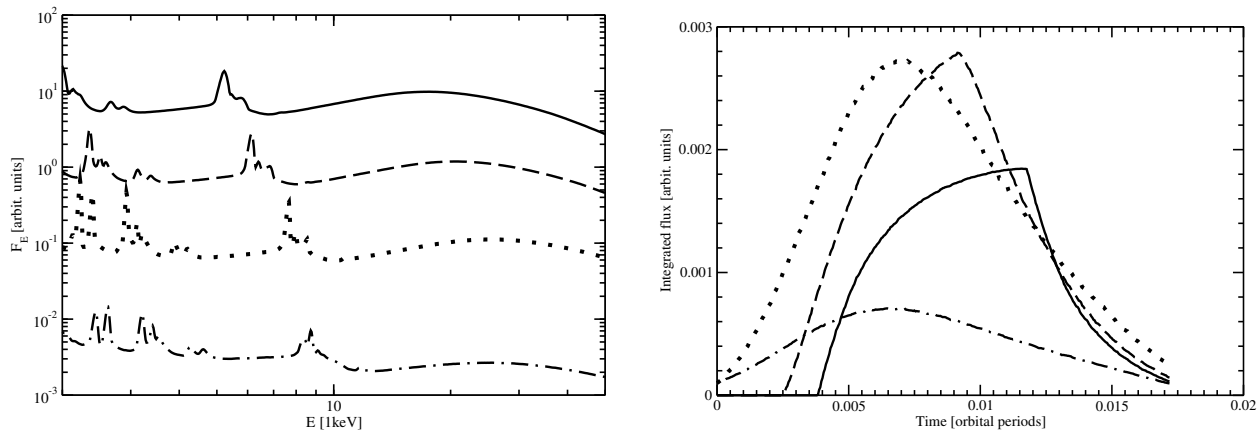 10^2
10^1
10^0
10^-1
10^-2
10^-3
F_E [arbit. units]
10
E [1keV]
0.003
0.002
0.001
0
Integrated flux [arbit. units]
0 0.005 0.01 0.015 0.02
Time [orbital periods]